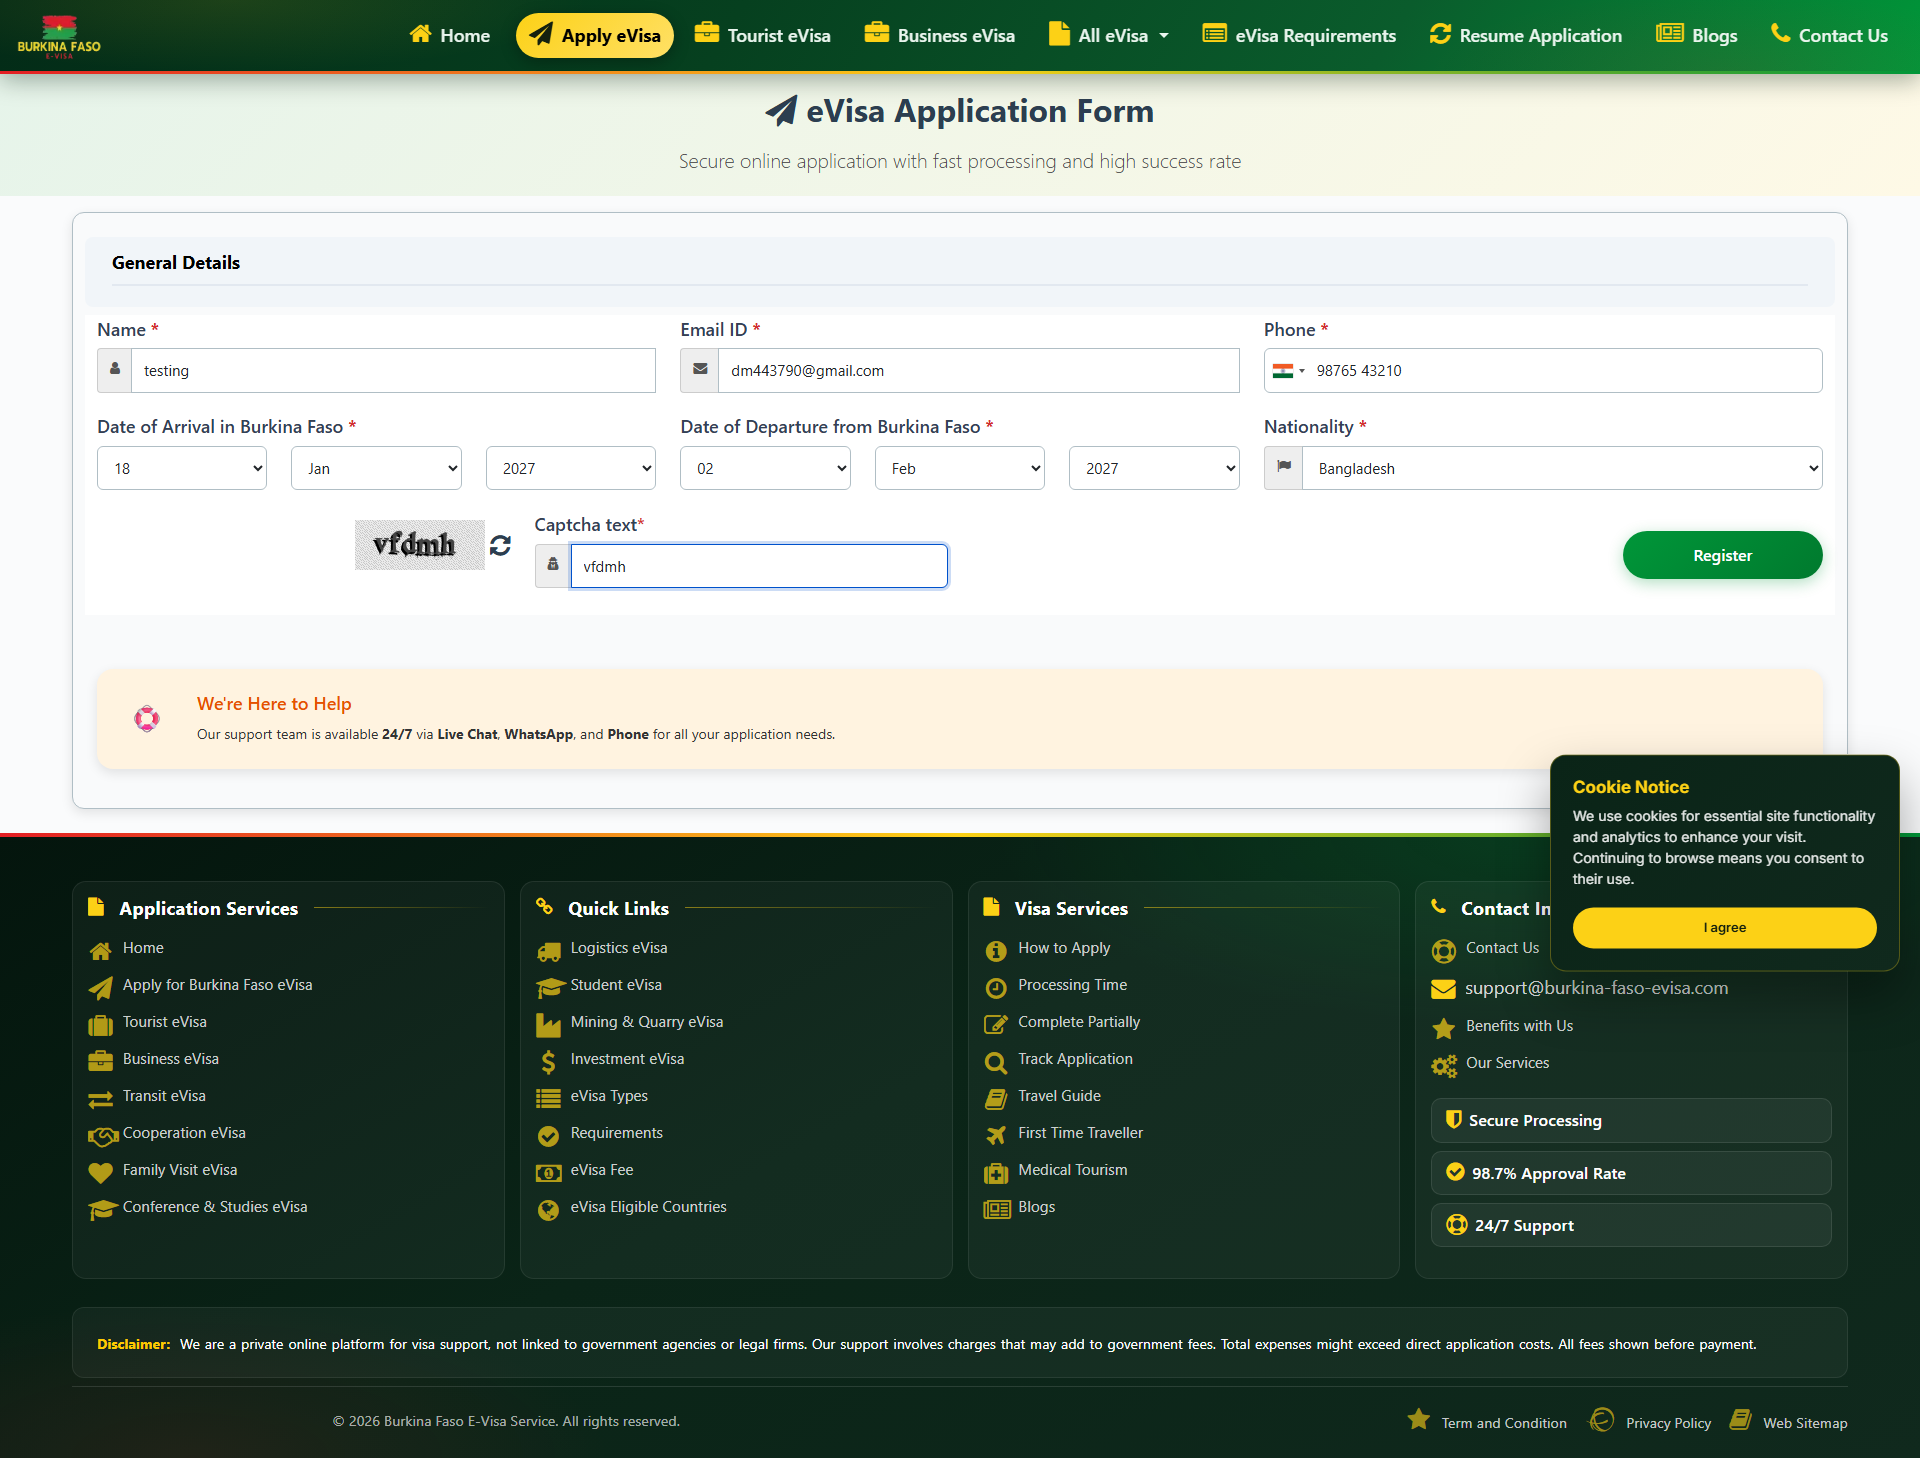 BURKINA FASO
E-VISA
Home
Apply eVisa
Tourist eVisa
Business eVisa
All eVisa
eVisa Requirements
Resume Application
Blogs
Contact Us
eVisa Application Form
Secure online application with fast processing and high success rate
General Details
Name *
Email ID *
Phone *
testing
dm443790@gmail.com
98765 43210
Date of Arrival in Burkina Faso *
Date of Departure from Burkina Faso *
Nationality *
18
Jan
2027
02
Feb
2027
Bangladesh
vfdmh
Captcha text*
vfdmh
Register
We're Here to Help
Our support team is available 24/7 via Live Chat, WhatsApp, and Phone for all your application needs.
Cookie Notice
We use cookies for essential site functionality
and analytics to enhance your visit.
Continuing to browse means you consent to
their use.
I agree
Application Services
Home
Apply for Burkina Faso eVisa
Tourist eVisa
Business eVisa
Transit eVisa
Cooperation eVisa
Family Visit eVisa
Conference & Studies eVisa
Quick Links
Logistics eVisa
Student eVisa
Mining & Quarry eVisa
Investment eVisa
eVisa Types
Requirements
eVisa Fee
eVisa Eligible Countries
Visa Services
How to Apply
Processing Time
Complete Partially
Track Application
Travel Guide
First Time Traveller
Medical Tourism
Blogs
Contact In
Contact Us
support@burkina-faso-evisa.com
Benefits with Us
Our Services
Secure Processing
98.7% Approval Rate
24/7 Support
Disclaimer: We are a private online platform for visa support, not linked to government agencies or legal firms. Our support involves charges that may add to government fees. Total expenses might exceed direct application costs. All fees shown before payment.
© 2026 Burkina Faso E-Visa Service. All rights reserved.
Term and Condition
Privacy Policy
Web Sitemap